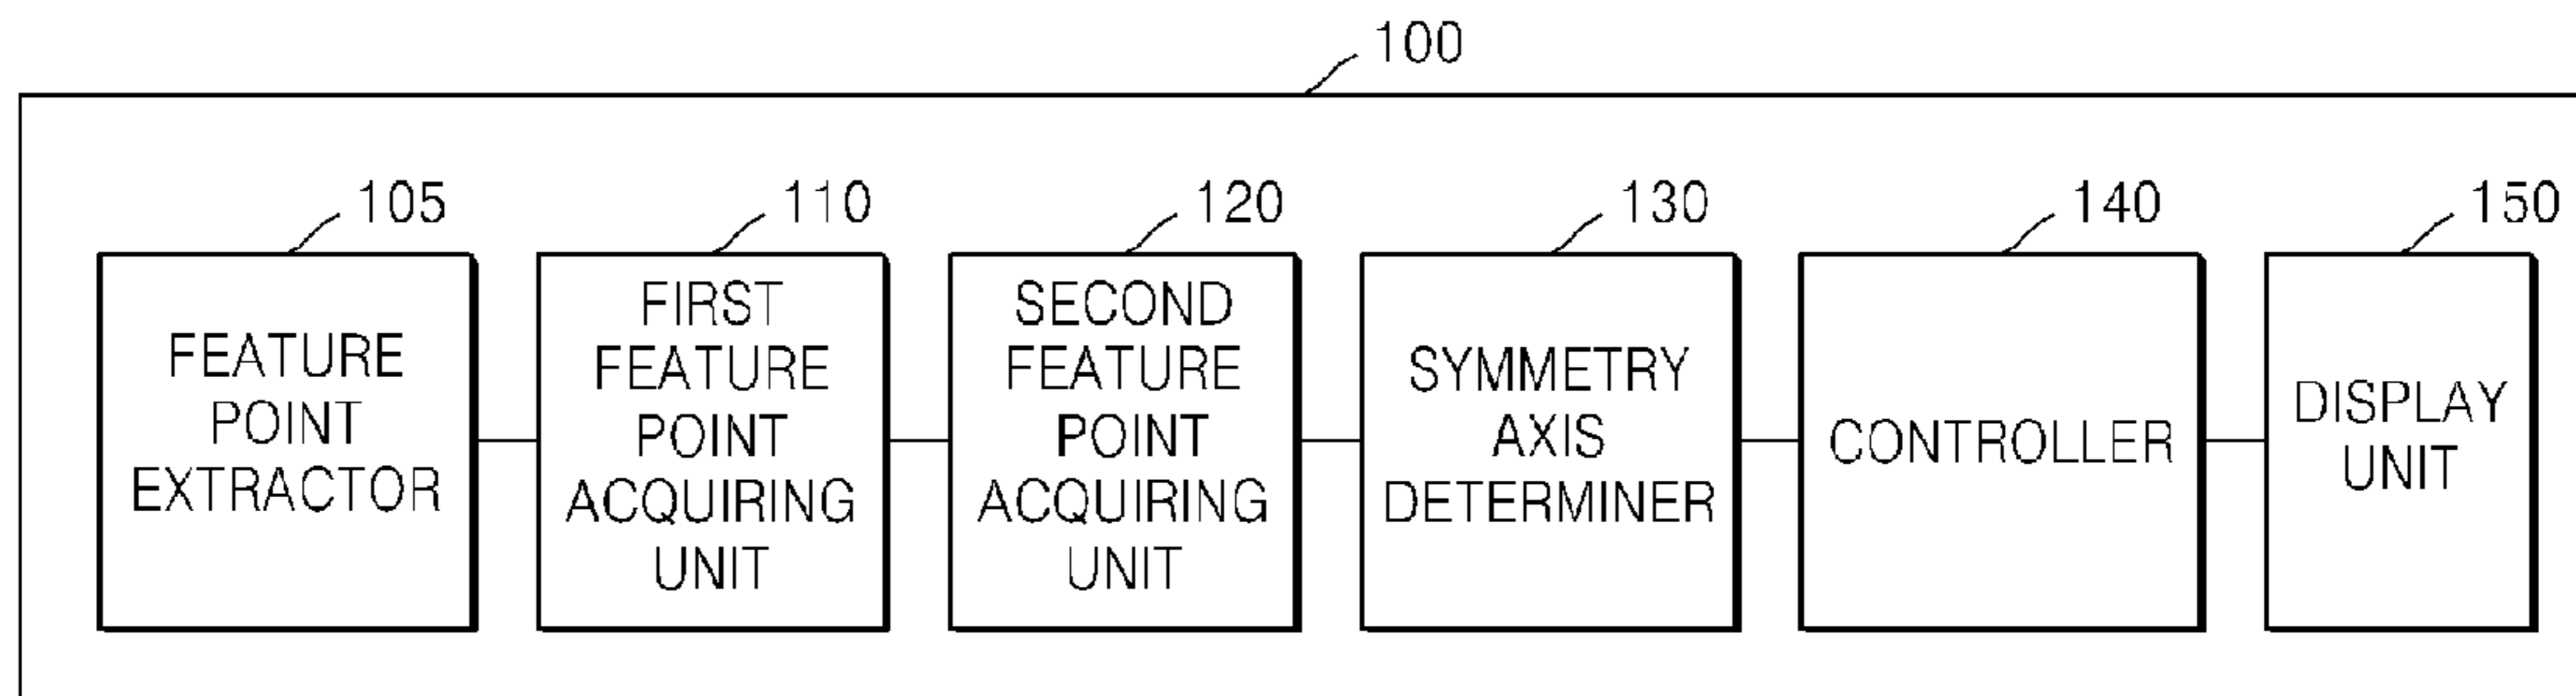 100
105
110
120
130
140
150
FEATURE
POINT
EXTRACTOR
FIRST
FEATURE
POINT
ACQUIRING
UNIT
SECOND
FEATURE
POINT
ACQUIRING
UNIT
SYMMETRY
AXIS
DETERMINER
CONTROLLER
DISPLAY
UNIT